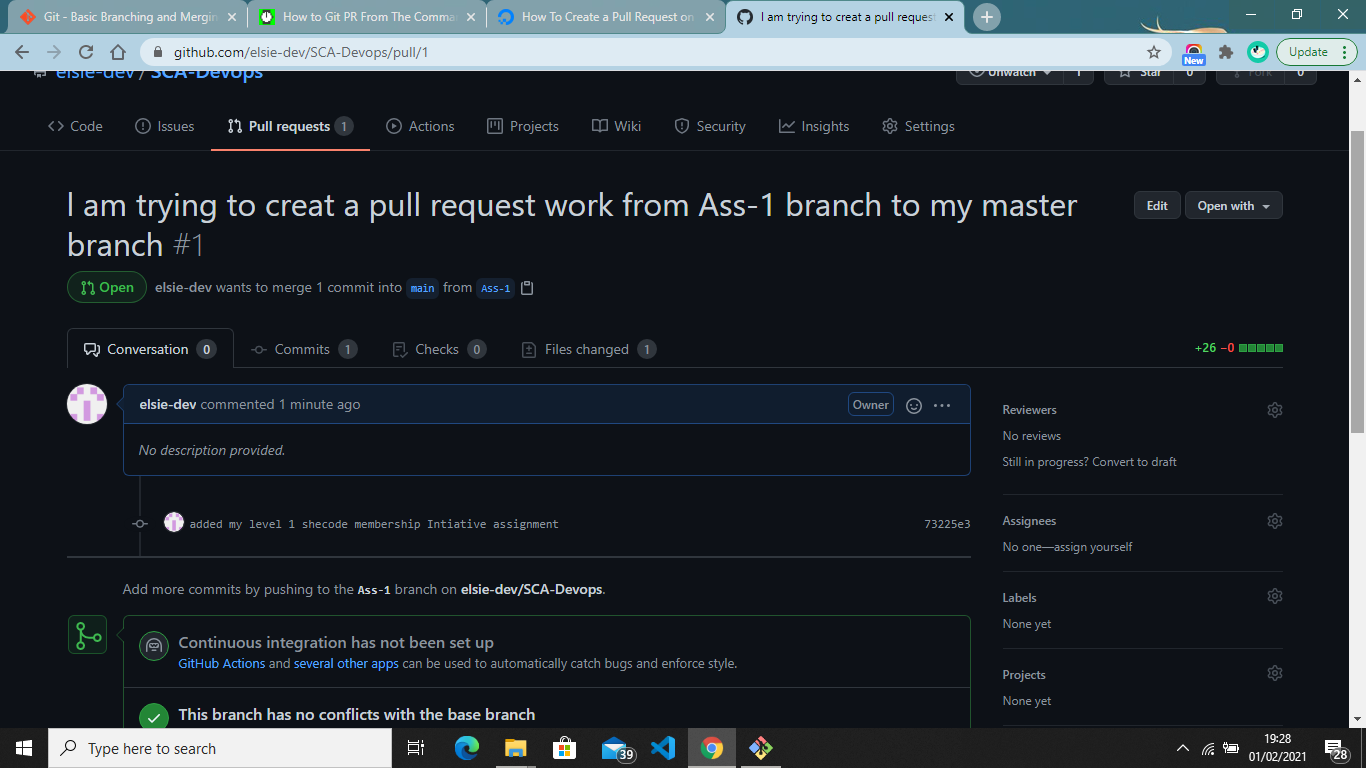 Git - Basic Branching and Mergin
How to Git PR From The Comma
How To Create a Pull Request on
I am trying to creat a pull request
github.com/elsie-dev/SCA-Devops/pull/1
New
Update
elsie-dev / SCA-Devops
Unwatch 1
Star 0
Fork 0
Code
Issues
Pull requests 1
Actions
Projects
Wiki
Security
Insights
Settings
I am trying to creat a pull request work from Ass-1 branch to my master
branch #1
Edit
Open with
Open
elsie-dev wants to merge 1 commit into main from Ass-1
Conversation 0
Commits 1
Checks 0
Files changed 1
+26 −0
elsie-dev commented 1 minute ago
Owner
No description provided.
added my level 1 shecode membership Intiative assignment
73225e3
Add more commits by pushing to the Ass-1 branch on elsie-dev/SCA-Devops.
Continuous integration has not been set up
GitHub Actions and several other apps can be used to automatically catch bugs and enforce style.
This branch has no conflicts with the base branch
Reviewers
No reviews
Still in progress? Convert to draft
Assignees
No one—assign yourself
Labels
None yet
Projects
None yet
Type here to search
39
19:28
01/02/2021
28